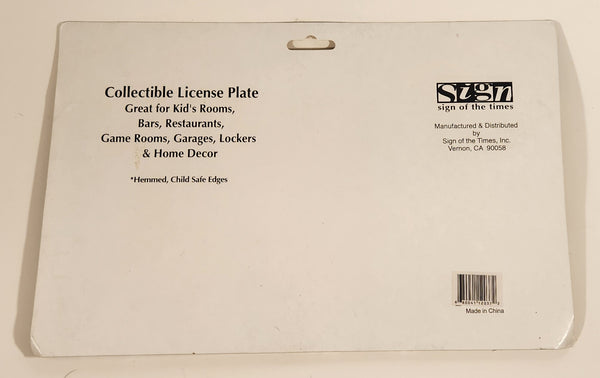 Collectible License Plate
Great for Kid's Rooms,
Bars, Restaurants,
Game Rooms, Garages, Lockers
& Home Decor
*Hemmed, Child Safe Edges
Sign
sign of the times
Manufactured & Distributed
by
Sign of the Times, Inc.
Vernon, CA 90058
Made in China